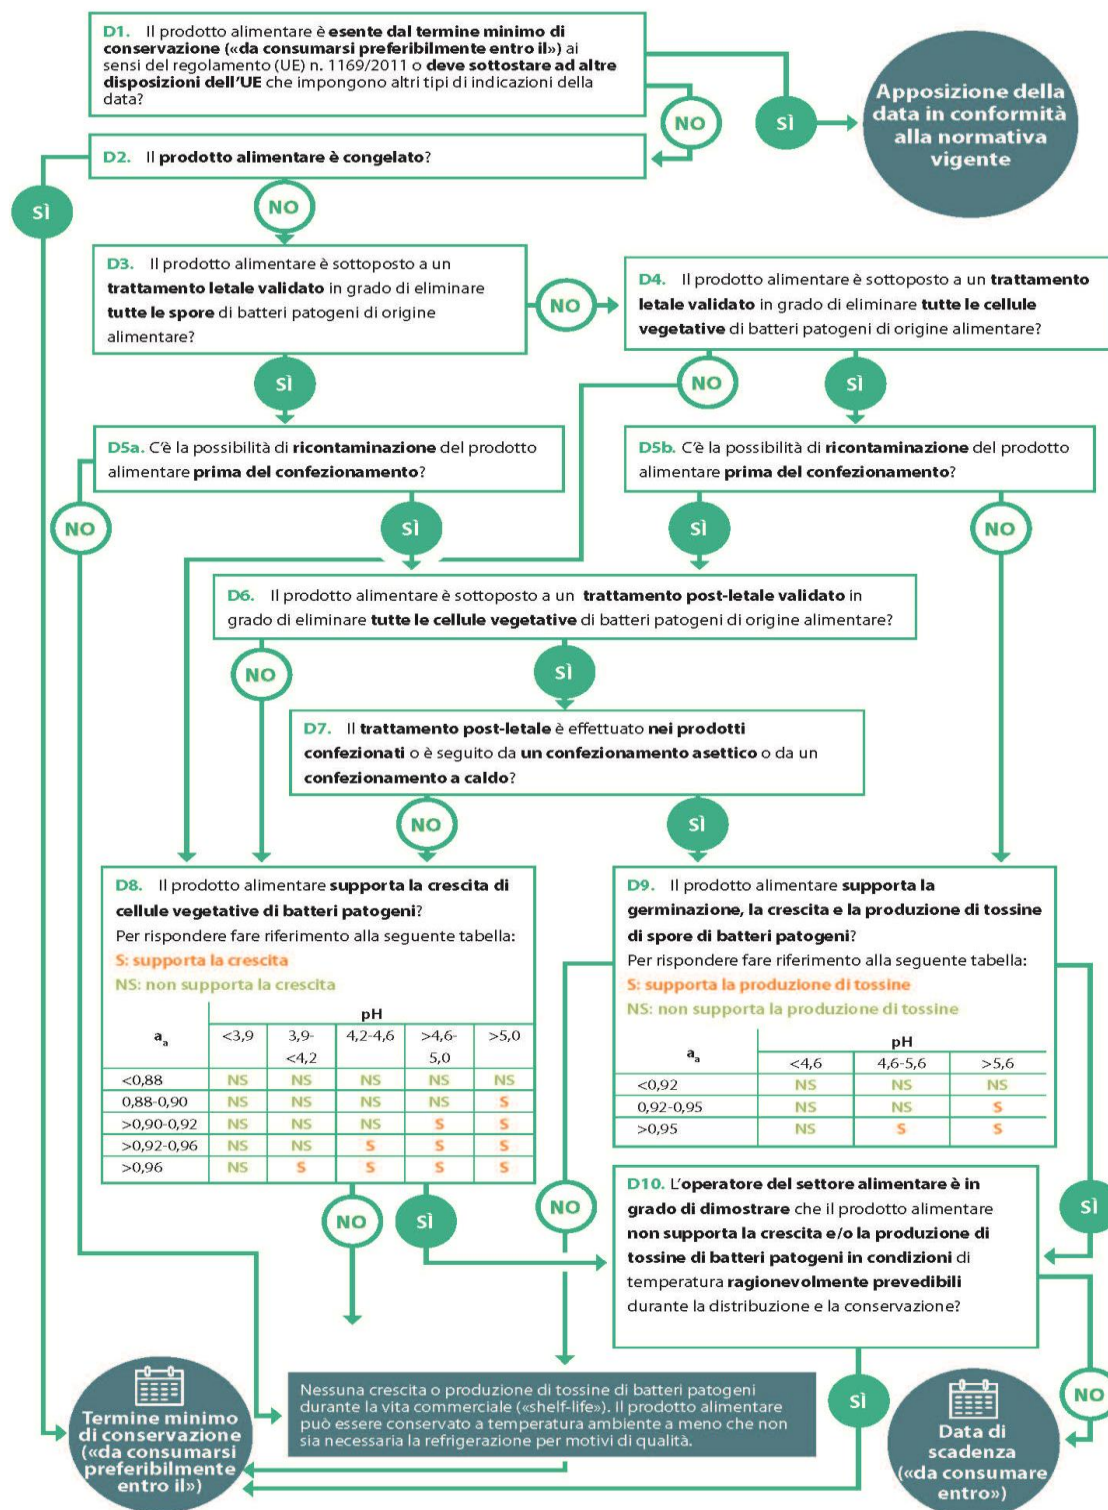 D1. Il prodotto alimentare è esente dal termine minimo di
conservazione («da consumarsi preferibilmente entro il») ai
sensi del regolamento (UE) n. 1169/2011 o deve sottostare ad altre
disposizioni dell'UE che impongono altri tipi di indicazioni della
data?
NO
SÌ
Apposizione della
data in conformità
alla normativa
vigente
D2. Il prodotto alimentare è congelato?
SÌ
NO
D3. Il prodotto alimentare è sottoposto a un
trattamento letale validato in grado di eliminare
tutte le spore di batteri patogeni di origine
alimentare?
NO
D4. Il prodotto alimentare è sottoposto a un trattamento
letale validato in grado di eliminare tutte le cellule
vegetative di batteri patogeni di origine alimentare?
SÌ
NO
SÌ
D5a. C'è la possibilità di ricontaminazione del prodotto
alimentare prima del confezionamento?
D5b. C'è la possibilità di ricontaminazione del prodotto
alimentare prima del confezionamento?
NO
SÌ
SÌ
NO
D6. Il prodotto alimentare è sottoposto a un trattamento post-letale validato in
grado di eliminare tutte le cellule vegetative di batteri patogeni di origine alimentare?
NO
SÌ
D7. Il trattamento post-letale è effettuato nei prodotti
confezionati o è seguito da un confezionamento asettico o da un
confezionamento a caldo?
NO
SÌ
D8. Il prodotto alimentare supporta la crescita di
cellule vegetative di batteri patogeni?
Per rispondere fare riferimento alla seguente tabella:
S: supporta la crescita
NS: non supporta la crescita
pH
aa <3,9 3,9- 4,2-4,6 >4,6- >5,0
<4,2 5,0
<0,88 NS NS NS NS NS
0,88-0,90 NS NS NS NS S
>0,90-0,92 NS NS NS S S
>0,92-0,96 NS NS S S S
>0,96 NS S S S S
D9. Il prodotto alimentare supporta la
germinazione, la crescita e la produzione di tossine
di spore di batteri patogeni?
Per rispondere fare riferimento alla seguente tabella:
S: supporta la produzione di tossine
NS: non supporta la produzione di tossine
pH
aa <4,6 4,6-5,6 >5,6
<0,92 NS NS NS
0,92-0,95 NS NS S
>0,95 NS S S
NO
SÌ
NO
SÌ
D10. L'operatore del settore alimentare è in
grado di dimostrare che il prodotto alimentare
non supporta la crescita e/o la produzione di
tossine di batteri patogeni in condizioni di
temperatura ragionevolmente prevedibili
durante la distribuzione e la conservazione?
SÌ
NO
Termine minimo
di conservazione
(«da consumarsi
preferibilmente
entro il»)
Nessuna crescita o produzione di tossine di batteri patogeni
durante la vita commerciale («shelf-life»). Il prodotto alimentare
può essere conservato a temperatura ambiente a meno che non
sia necessaria la refrigerazione per motivi di qualità.
Data di
scadenza
(«da consumare
entro»)